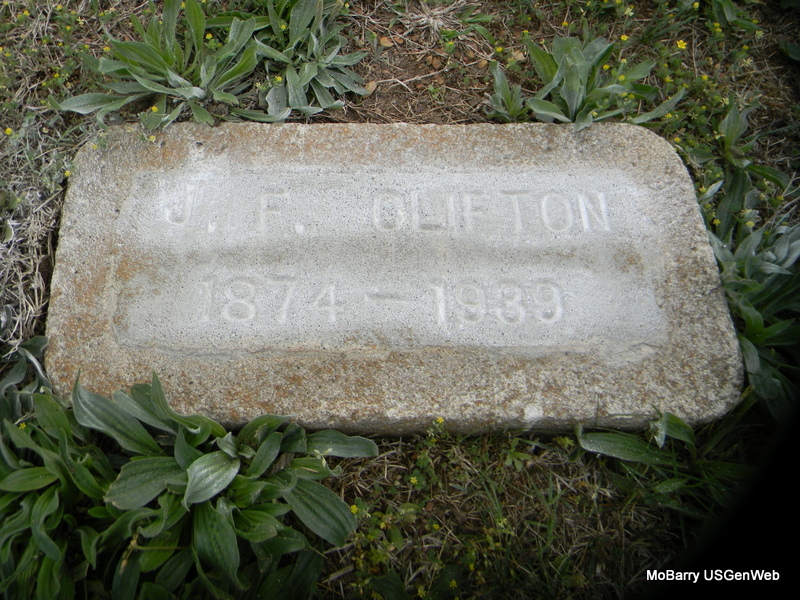 J. F. CLIFTON
1874 — 1939
MoBarry USGenWeb